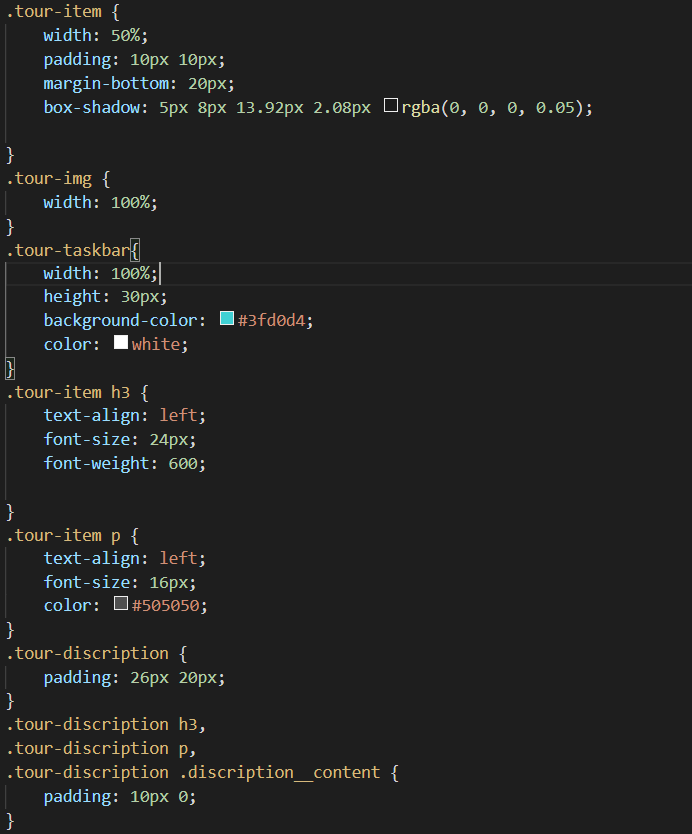 .tour-item {
width: 50%;
padding: 10px 10px;
margin-bottom: 20px;
box-shadow: 5px 8px 13.92px 2.08px rgba(0, 0, 0, 0.05);
}
.tour-img {
width: 100%;
}
.tour-taskbar{
width: 100%;
height: 30px;
background-color: #3fd0d4;
color: white;
}
.tour-item h3 {
text-align: left;
font-size: 24px;
font-weight: 600;
}
.tour-item p {
text-align: left;
font-size: 16px;
color: #505050;
}
.tour-discription {
padding: 26px 20px;
}
.tour-discription h3,
.tour-discription p,
.tour-discription .discription__content {
padding: 10px 0;
}